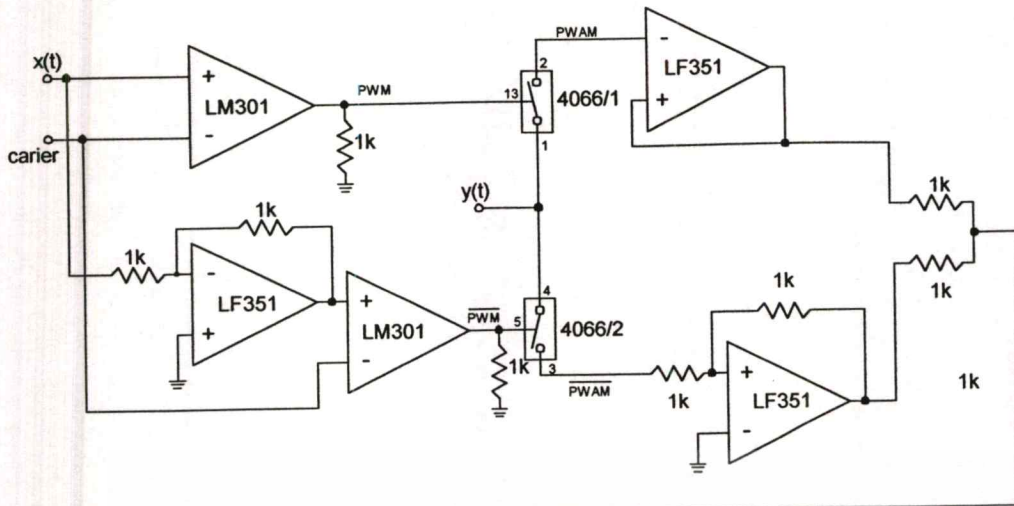 x(t)
carier
+
LM301
-
PWM
1k
13
2
1
4066/1
PWAM
-
LF351
+
1k
1k
y(t)
1k
1k
-
LF351
+
+
LM301
-
PWM
1k
5
4
3
4066/2
PWAM
1k
1k
+
LF351
-
1k